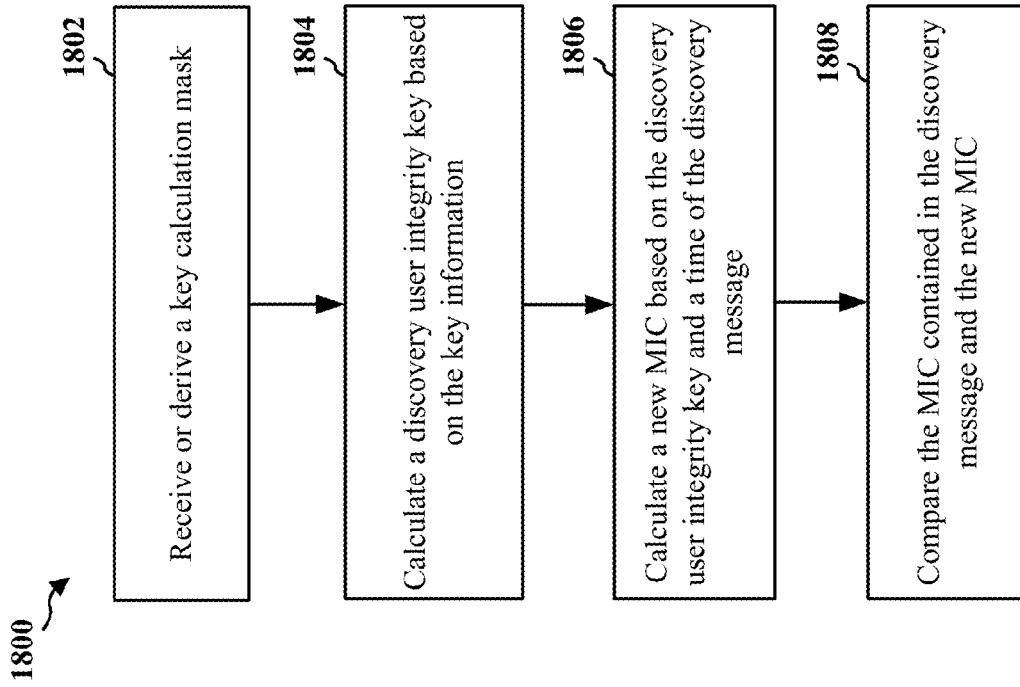 1800
1802
Receive or derive a key calculation mask
1804
Calculate a discovery user integrity key based
on the key information
1806
Calculate a new MIC based on the discovery
user integrity key and a time of the discovery
message
1808
Compare the MIC contained in the discovery
message and the new MIC